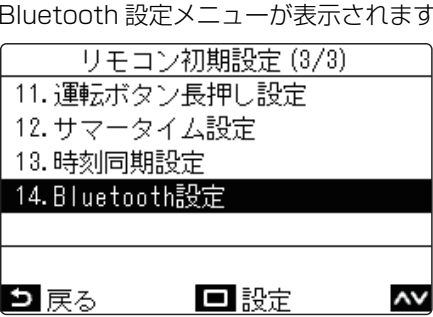 Bluetooth 設定メニューが表示されます
リモコン初期設定 (3/3)
11.運転ボタン長押し設定
12.サマータイム設定
13.時刻同期設定
14.Bluetooth設定
戻る 設定